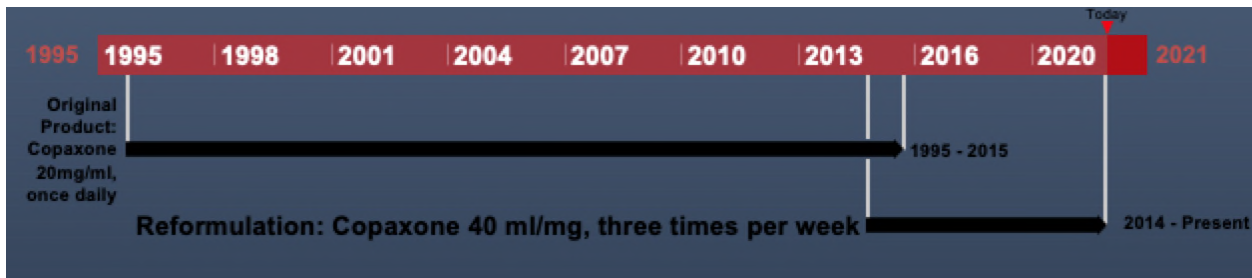 Today
1995 1995 1998 2001 2004 2007 2010 2013 2016 2020 2021
Original
Product:
Copaxone
20mg/ml,
once daily
1995 - 2015
Reformulation: Copaxone 40 ml/mg, three times per week
2014 - Present